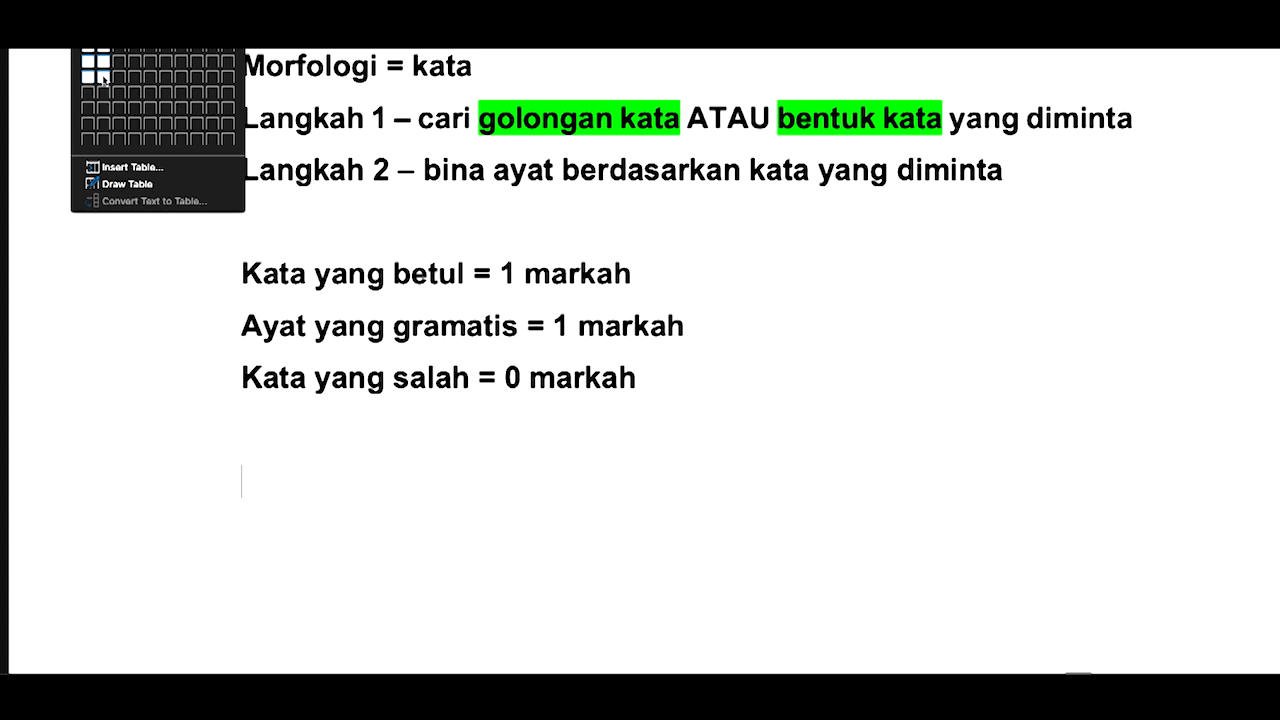 Morfologi = kata
Langkah 1 – cari golongan kata ATAU bentuk kata yang diminta
Langkah 2 – bina ayat berdasarkan kata yang diminta
Insert Table...
Draw Table
Convert Text to Table...
Kata yang betul = 1 markah
Ayat yang gramatis = 1 markah
Kata yang salah = 0 markah